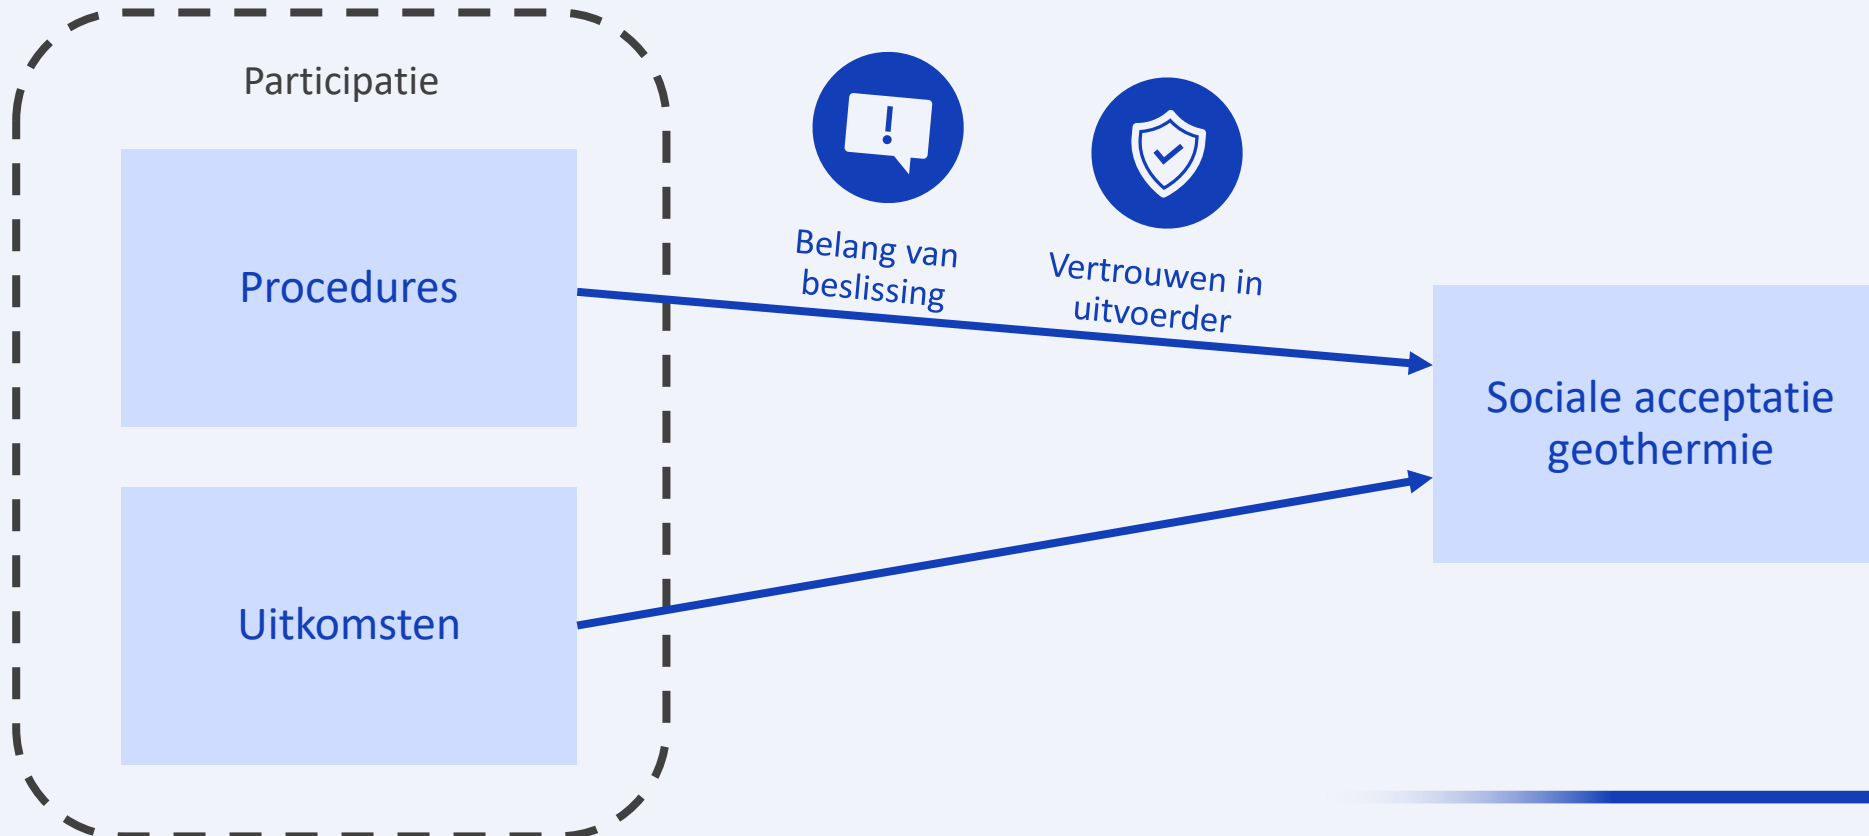 Participatie
Procedures
Belang van
beslissing
Vertrouwen in
uitvoerder
Sociale acceptatie
geothermie
Uitkomsten